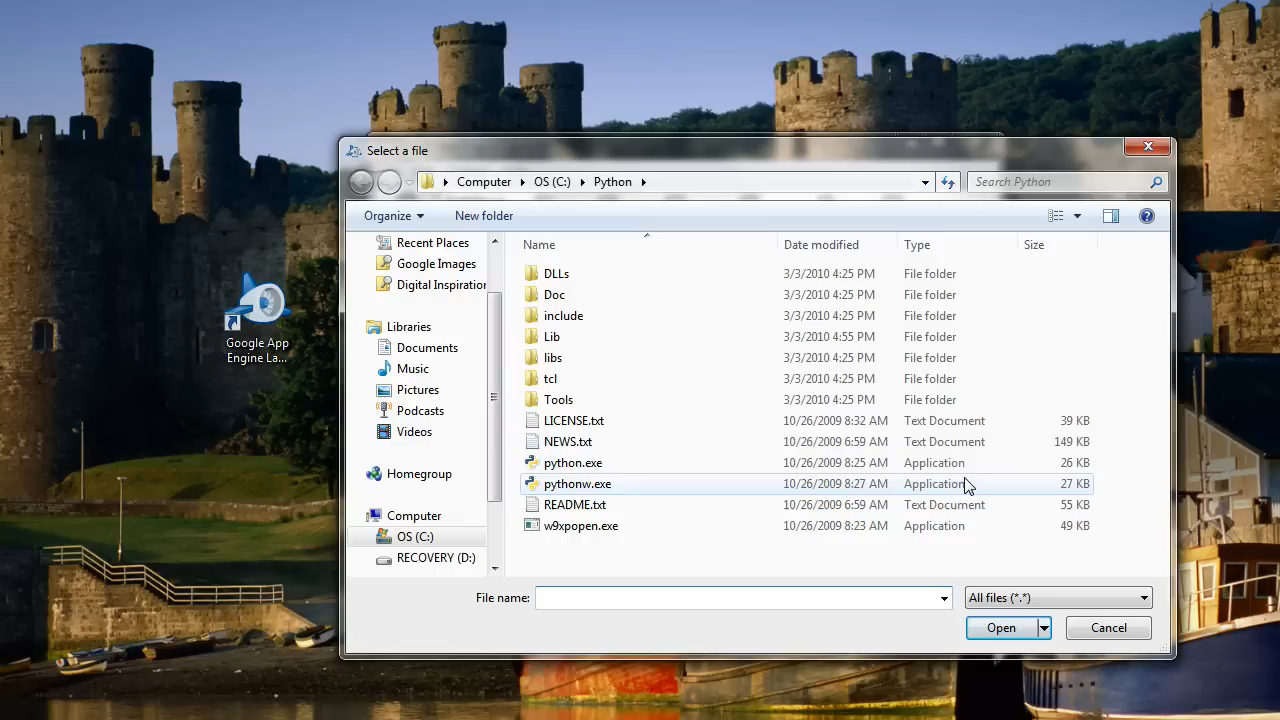 Select a file
Computer OS (C:) Python
Search Python
Organize New folder
Name Date modified Type Size
Recent Places
Google Images
Digital Inspiration
Libraries
Documents
Music
Pictures
Podcasts
Videos
Homegroup
Computer
OS (C:)
RECOVERY (D:)
DLLs 3/3/2010 4:25 PM File folder
Doc 3/3/2010 4:25 PM File folder
include 3/3/2010 4:25 PM File folder
Lib 3/3/2010 4:55 PM File folder
libs 3/3/2010 4:25 PM File folder
tcl 3/3/2010 4:25 PM File folder
Tools 3/3/2010 4:25 PM File folder
LICENSE.txt 10/26/2009 8:32 AM Text Document 39 KB
NEWS.txt 10/26/2009 6:59 AM Text Document 149 KB
python.exe 10/26/2009 8:25 AM Application 26 KB
pythonw.exe 10/26/2009 8:27 AM Application 27 KB
README.txt 10/26/2009 6:59 AM Text Document 55 KB
w9xpopen.exe 10/26/2009 8:23 AM Application 49 KB
File name: All files (*.*)
Open Cancel
Google App
Engine La...